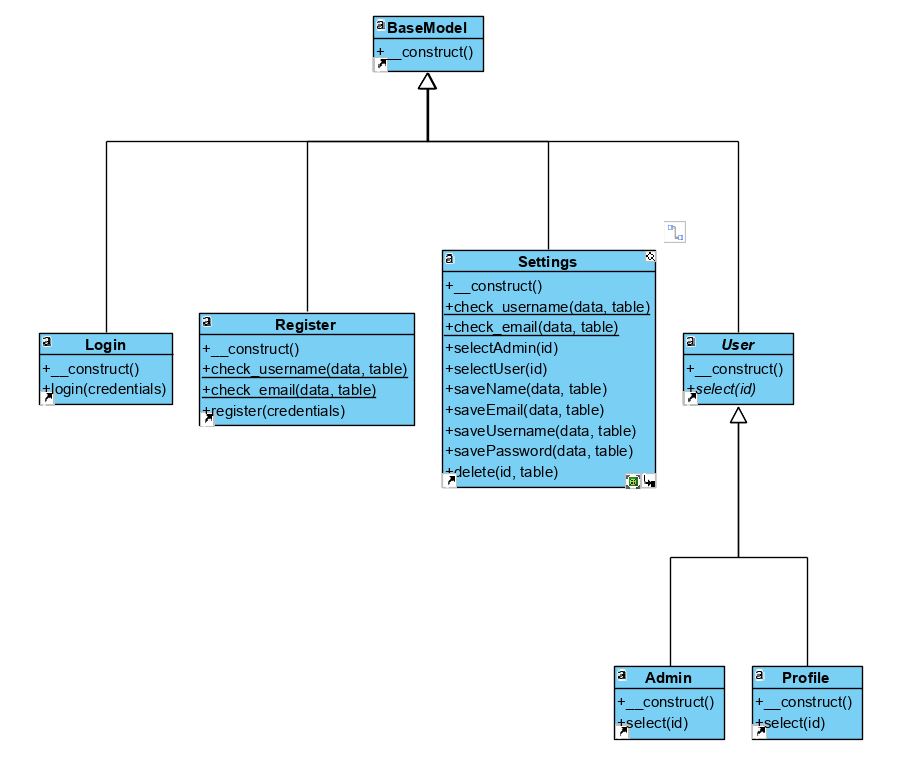 BaseModel
+__construct()
Settings
+__construct()
+check_username(data, table)
+check_email(data, table)
+selectAdmin(id)
+selectUser(id)
+saveName(data, table)
+saveEmail(data, table)
+saveUsername(data, table)
+savePassword(data, table)
+delete(id, table)
Register
+__construct()
+check_username(data, table)
+check_email(data, table)
+register(credentials)
Login
+__construct()
+login(credentials)
User
+__construct()
+select(id)
Admin
+__construct()
+select(id)
Profile
+__construct()
+select(id)